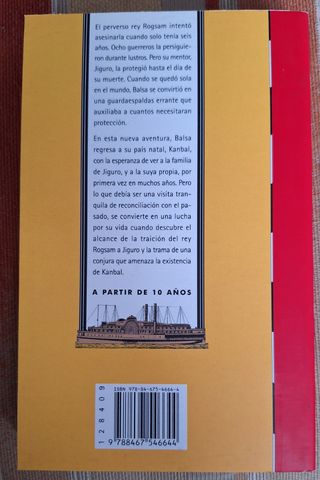 El perverso rey Rogsam intentó
asesinarla cuando solo tenía seis
años. Ocho guerreros la persiguie-
ron durante lustros. Pero su mentor,
Jiguro, la protegió hasta el día de
su muerte. Cuando se quedó sola
en el mundo, Balsa se convirtió en
una guardaespaldas errante que
auxiliaba a cuantos necesitaran
protección.
En esta nueva aventura, Balsa
regresa a su país natal, Kanbal,
con la esperanza de ver a la familia
de Jiguro, y a la suya propia, por
primera vez en muchos años. Pero
lo que debía ser una visita tran-
quila de reconciliación con el pa-
sado, se convierte en una lucha
por su vida cuando descubre el
alcance de la traición del rey
Rogsam a Jiguro y la trama de una
conjura que amenaza la existencia
de Kanbal.
A PARTIR DE 10 AÑOS
ISBN 978-84-675-4664-4
128409
9 788467 546644